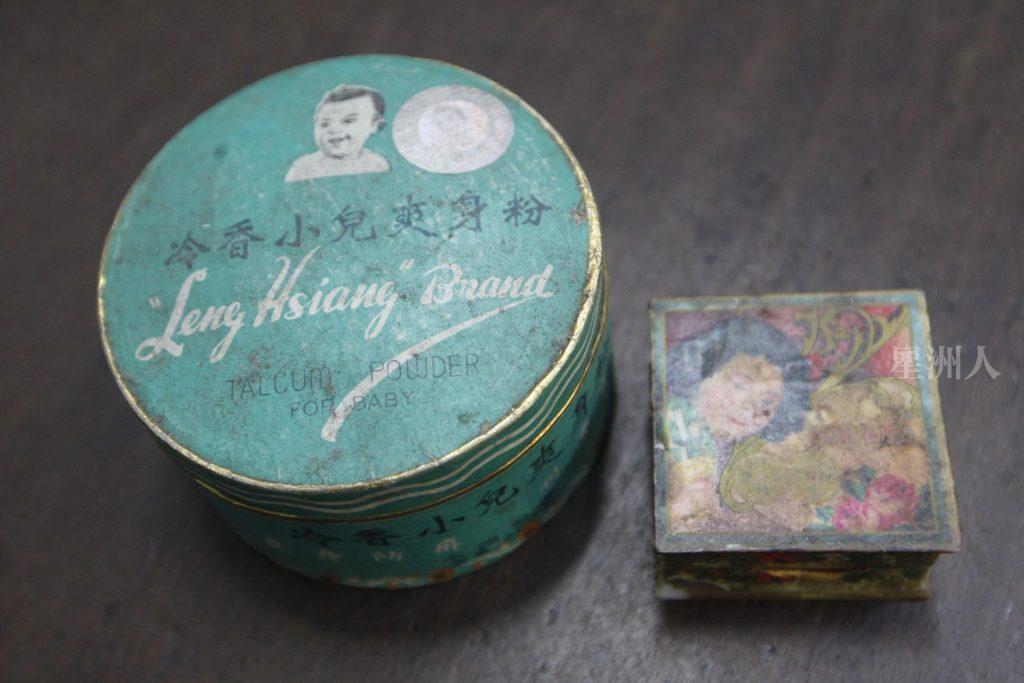 冷香小兒爽身粉
"Leng Hsiang" Brand
TALCUM POWDER
FOR BABY
冷香小兒爽身
星洲人